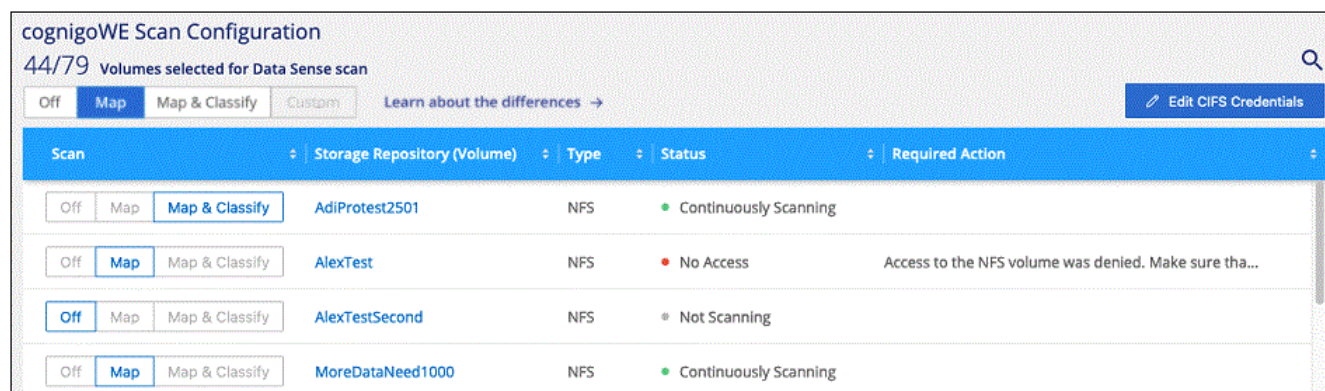 cognigoWE Scan Configuration
44/79 Volumes selected for Data Sense scan
Off Map Map & Classify Custom Learn about the differences → Edit CIFS Credentials
Scan Storage Repository (Volume) Type Status Required Action
Off Map Map & Classify AdiProtest2501 NFS Continuously Scanning
Off Map Map & Classify AlexTest NFS No Access Access to the NFS volume was denied. Make sure tha...
Off Map Map & Classify AlexTestSecond NFS Not Scanning
Off Map Map & Classify MoreDataNeed1000 NFS Continuously Scanning